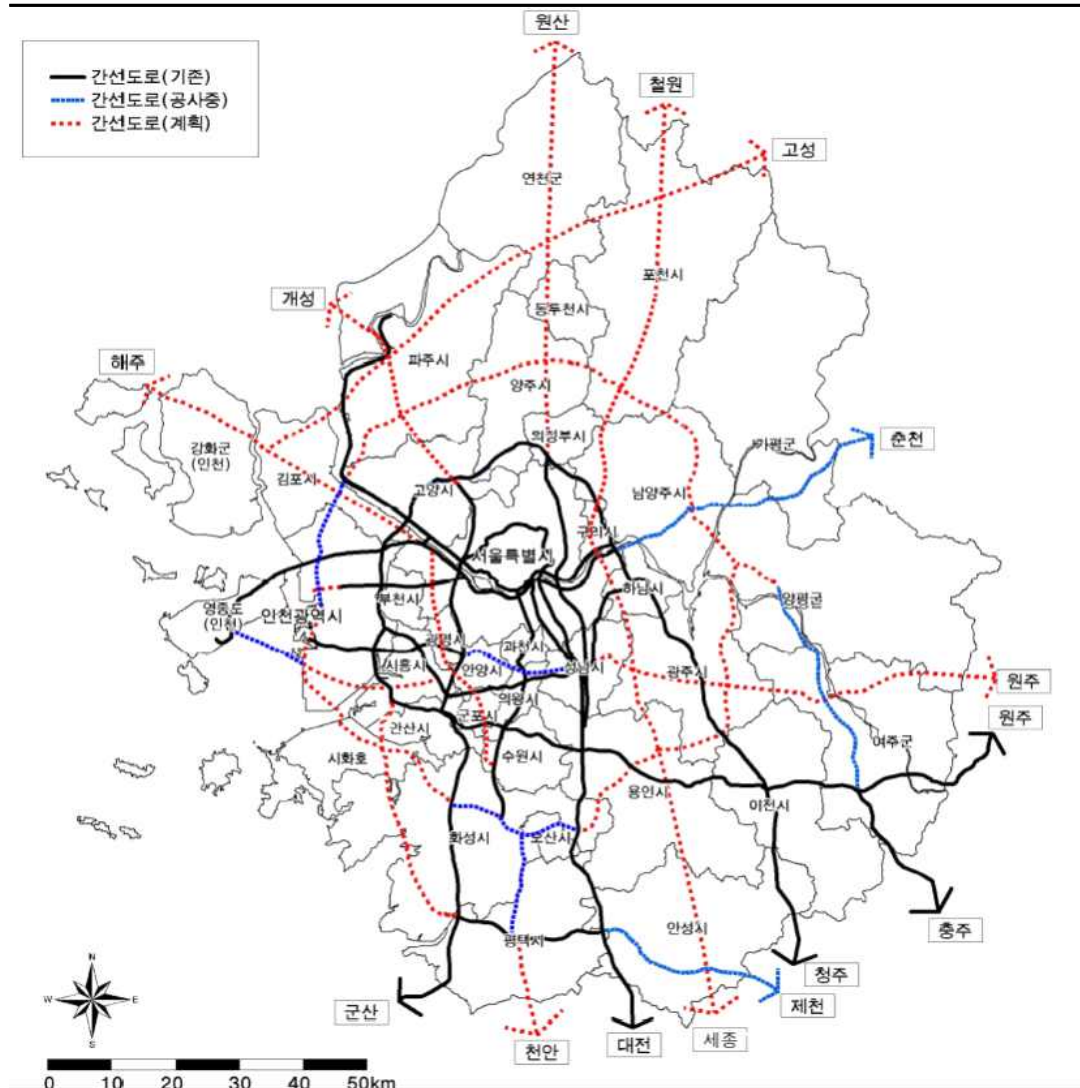 원산
간선도로(기존)
간선도로(공사중)
간선도로(계획)
철원
고성
연천군
포천시
개성
동두천시
파주시
해주
양주시
강화군
(인천)
의정부시
가평군
춘천
김포시
고양시
남양주시
구리시
서울특별시
하남시
부천시
양평군
영종도
(인천)
인천광역시
광명시
과천시
시흥시
안양시
성남시
광주시
원주
의왕시
원주
군포시
안산시
여주군
시화호
수원시
용인시
이천시
화성시
오산시
충주
안성시
평택시
청주
N
W
E
S
군산
제천
천안
대전
세종
0 10 20 30 40 50km